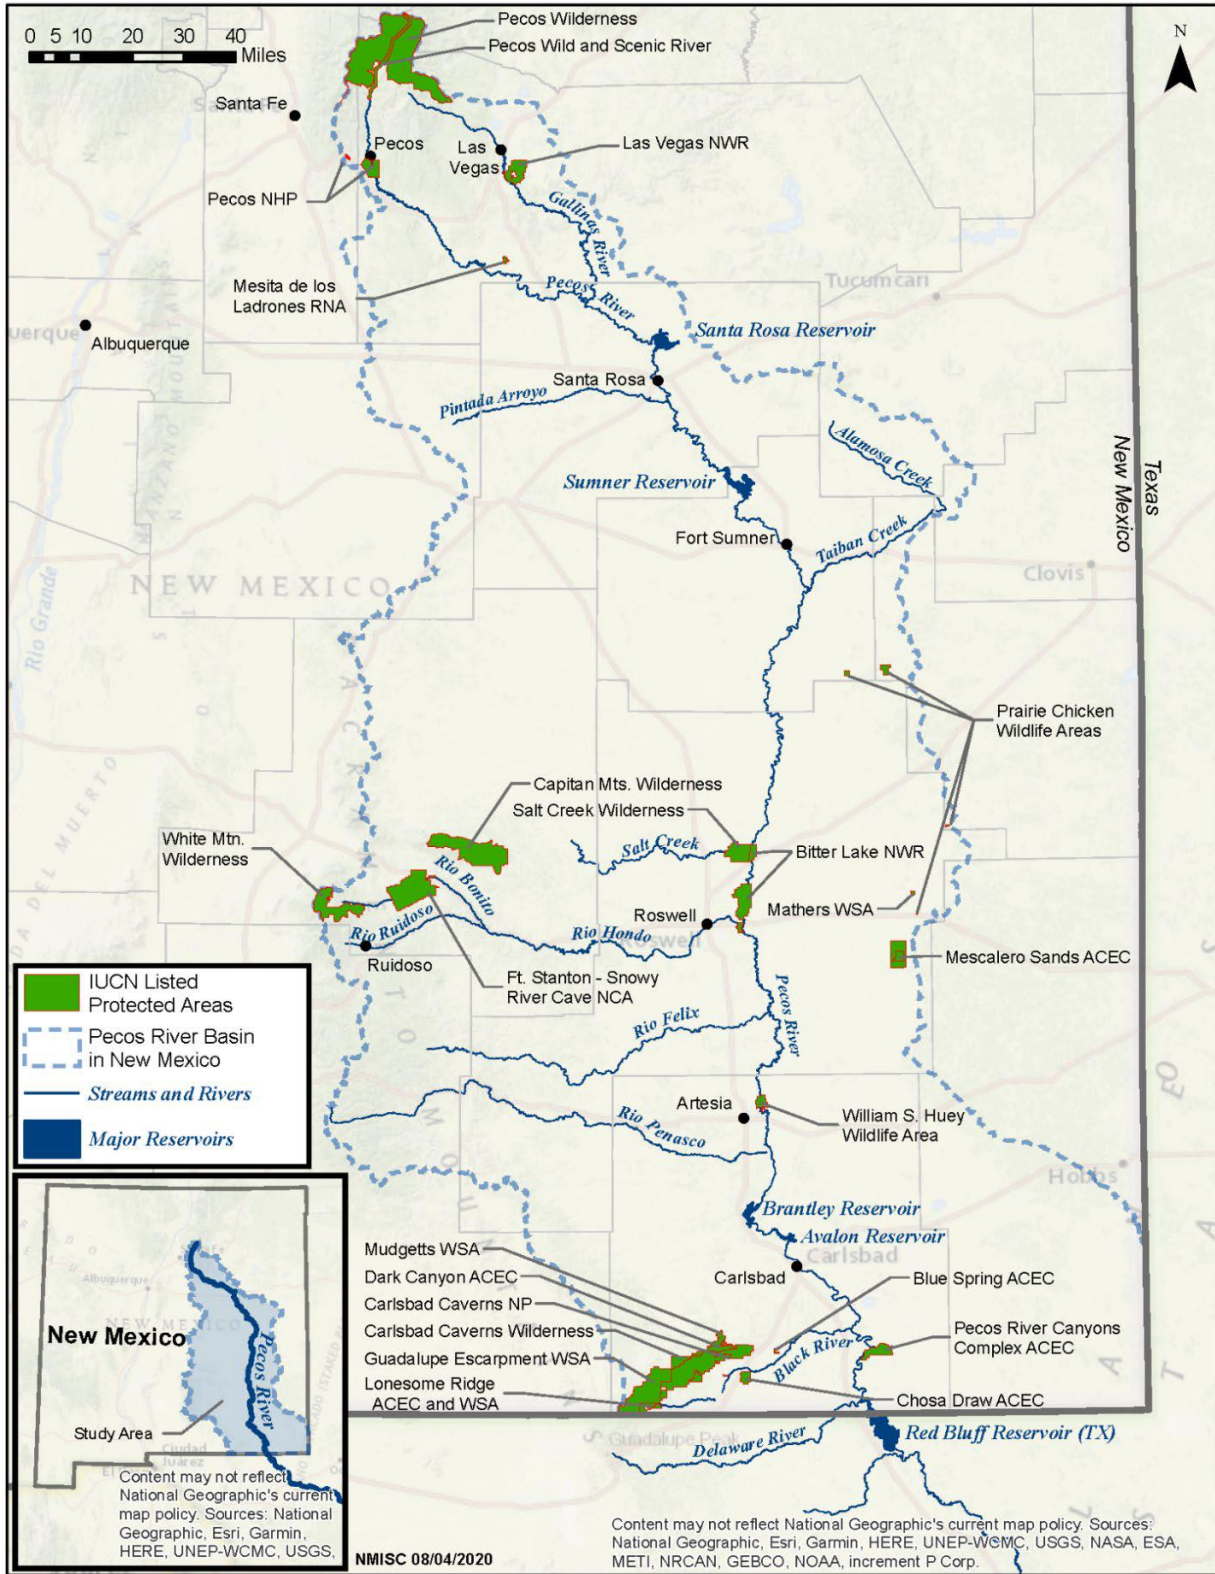 0 5 10 20 30 40
Miles
N
Pecos Wilderness
Pecos Wild and Scenic River
Santa Fe
Pecos
Las
Vegas
Las Vegas NWR
Pecos NHP
Gallinas River
Mesita de los
Ladrones RNA
Pecos River
Tucumcari
Albuquerque
Santa Rosa Reservoir
Santa Rosa
Pintada Arroyo
Alamosa Creek
Sumner Reservoir
Texas
New Mexico
Fort Sumner
Taiban Creek
Clovis
NEW MEXICO
Rio Grande
Prairie Chicken
Wildlife Areas
Capitan Mts. Wilderness
Salt Creek Wilderness
White Mtn.
Wilderness
Salt Creek
Bitter Lake NWR
Rio Bonito
Mathers WSA
Rio Ruidoso
Roswell
Rio Hondo
Roswell
Ruidoso
Mescalero Sands ACEC
Ft. Stanton - Snowy
River Cave NCA
Pecos River
Rio Felix
IUCN Listed
Protected Areas
Pecos River Basin
in New Mexico
Streams and Rivers
Major Reservoirs
Artesia
William S. Huey
Wildlife Area
Rio Penasco
Hobbs
Brantley Reservoir
Avalon Reservoir
Carlsbad
Carlsbad
Mudgetts WSA
Dark Canyon ACEC
Carlsbad Caverns NP
Carlsbad Caverns Wilderness
Guadalupe Escarpment WSA
Lonesome Ridge
ACEC and WSA
Blue Spring ACEC
Black River
Pecos River Canyons
Complex ACEC
Chosa Draw ACEC
Guadalupe Peak
Delaware River
Red Bluff Reservoir (TX)
Albuquerque
NEW MEXICO
New Mexico
Pecos River
Study Area
Ciudad
Juárez
Content may not reflect
National Geographic's current
map policy. Sources: National
Geographic, Esri, Garmin,
HERE, UNEP-WCMC, USGS,
NMISC 08/04/2020
Content may not reflect National Geographic's current map policy. Sources:
National Geographic, Esri, Garmin, HERE, UNEP-WCMC, USGS, NASA, ESA,
METI, NRCAN, GEBCO, NOAA, increment P Corp.